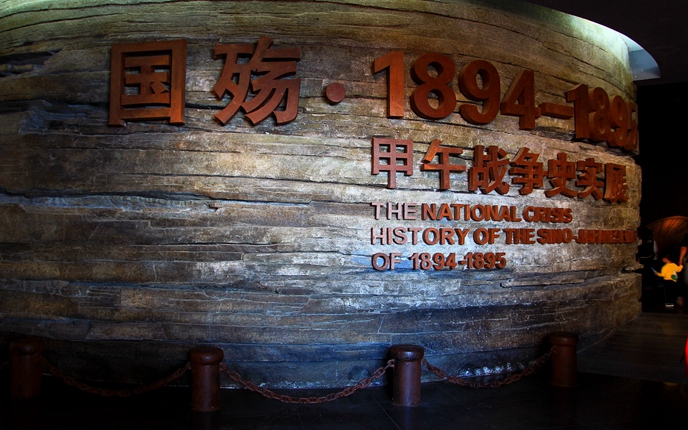 国殇·1894—1895
甲午战争史实展
THE NATIONAL CRISIS
HISTORY OF THE SINO-JAPANESE
OF 1894-1895